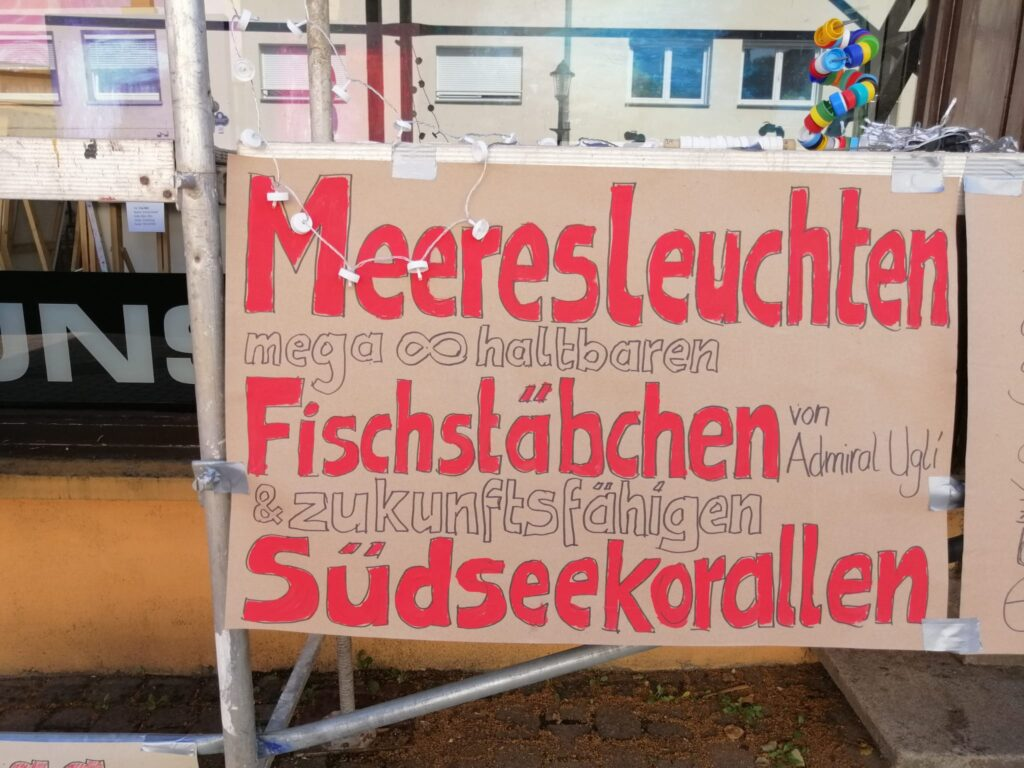 Meeresleuchten
mega ∞ haltbaren
Fischstäbchen von
Admiral Ugli
& zukunftsfähigen
Südseekorallen
UNS